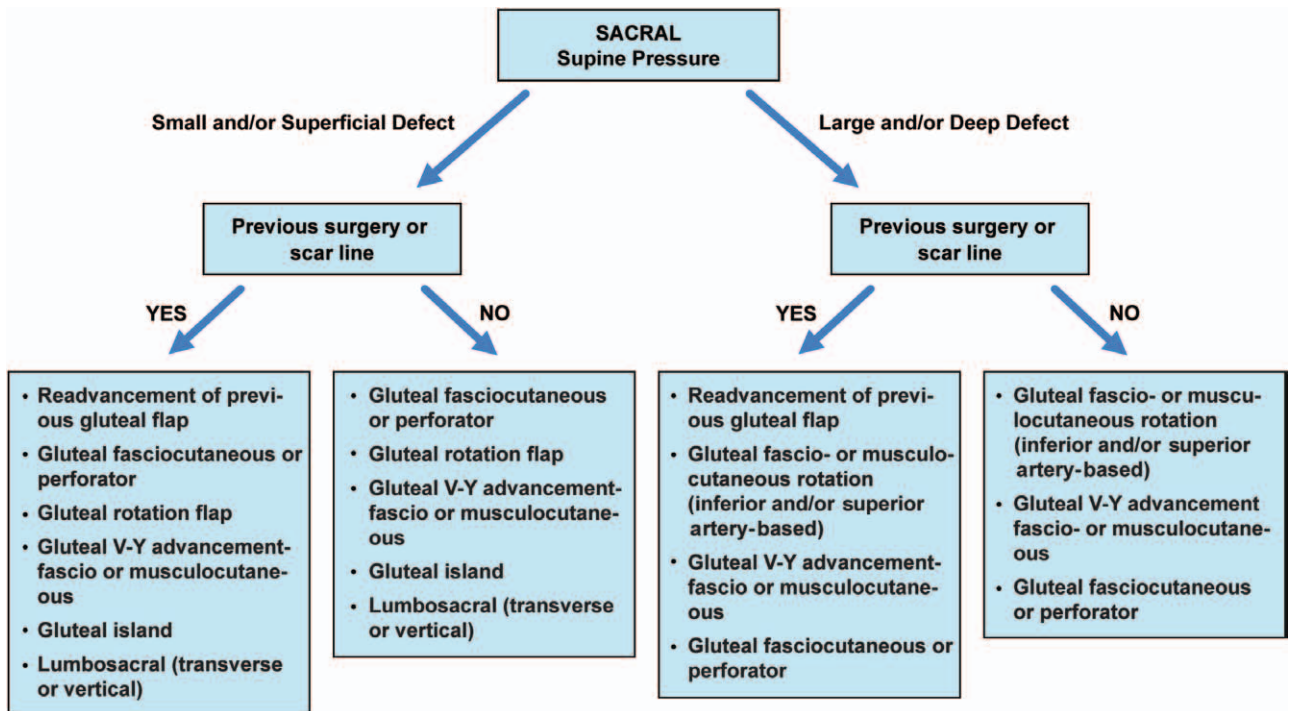 SACRAL
Supine Pressure
Small and/or Superficial Defect
Large and/or Deep Defect
Previous surgery or
scar line
Previous surgery or
scar line
YES
NO
YES
NO
• Readvancement of previ-
ous gluteal flap
• Gluteal fasciocutaneous or
perforator
• Gluteal rotation flap
• Gluteal V-Y advancement-
fascio or musculocutane-
ous
• Gluteal island
• Lumbosacral (transverse
or vertical)
• Gluteal fasciocutaneous
or perforator
• Gluteal rotation flap
• Gluteal V-Y advancement-
fascio or musculocutane-
ous
• Gluteal island
• Lumbosacral (transverse
or vertical)
• Readvancement of previ-
ous gluteal flap
• Gluteal fascio- or musculo-
cutaneous rotation
(inferior and/or superior
artery-based)
• Gluteal V-Y advancement-
fascio or musculocutane-
ous
• Gluteal fasciocutaneous or
perforator
• Gluteal fascio- or muscu-
locutaneous rotation
(inferior and/or superior
artery-based)
• Gluteal V-Y advancement
fascio- or musculocutane-
ous
• Gluteal fasciocutaneous
or perforator